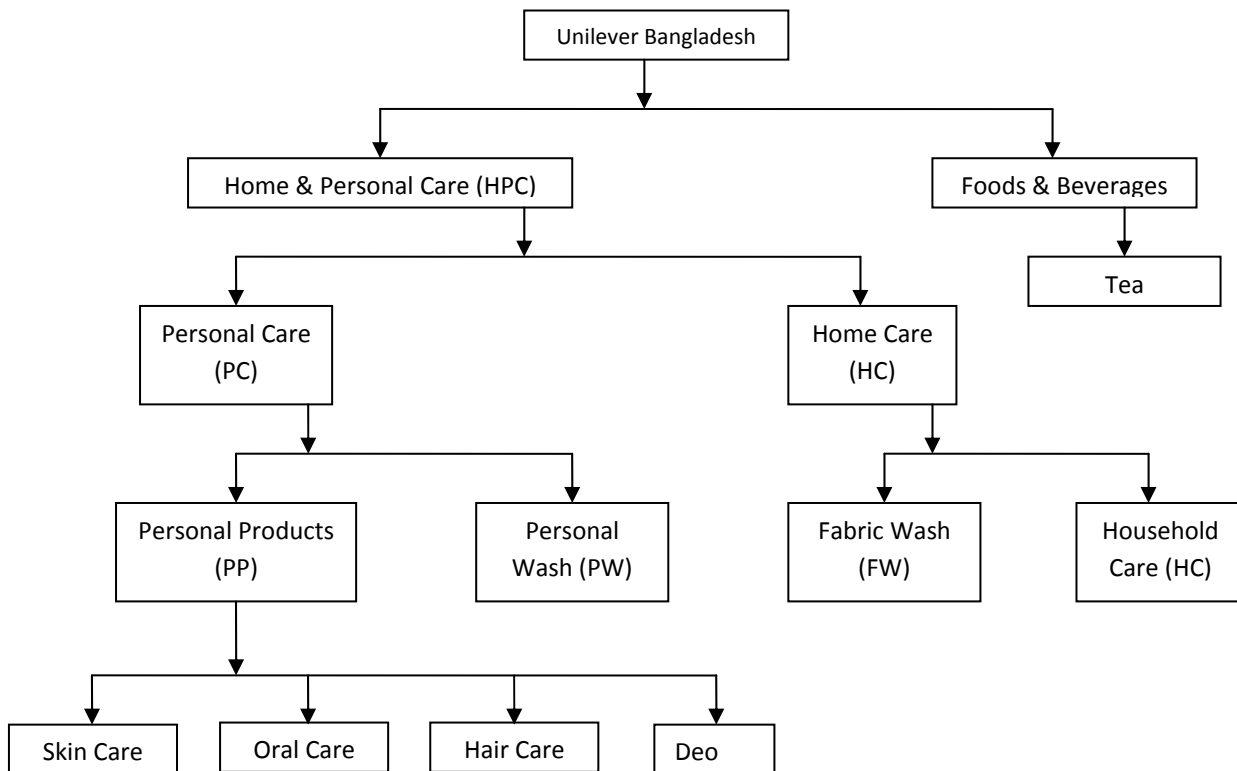 Unilever Bangladesh
Home & Personal Care (HPC)
Foods & Beverages
Tea
Personal Care
(PC)
Home Care
(HC)
Personal Products
(PP)
Personal
Wash (PW)
Fabric Wash
(FW)
Household
Care (HC)
Skin Care
Oral Care
Hair Care
Deo